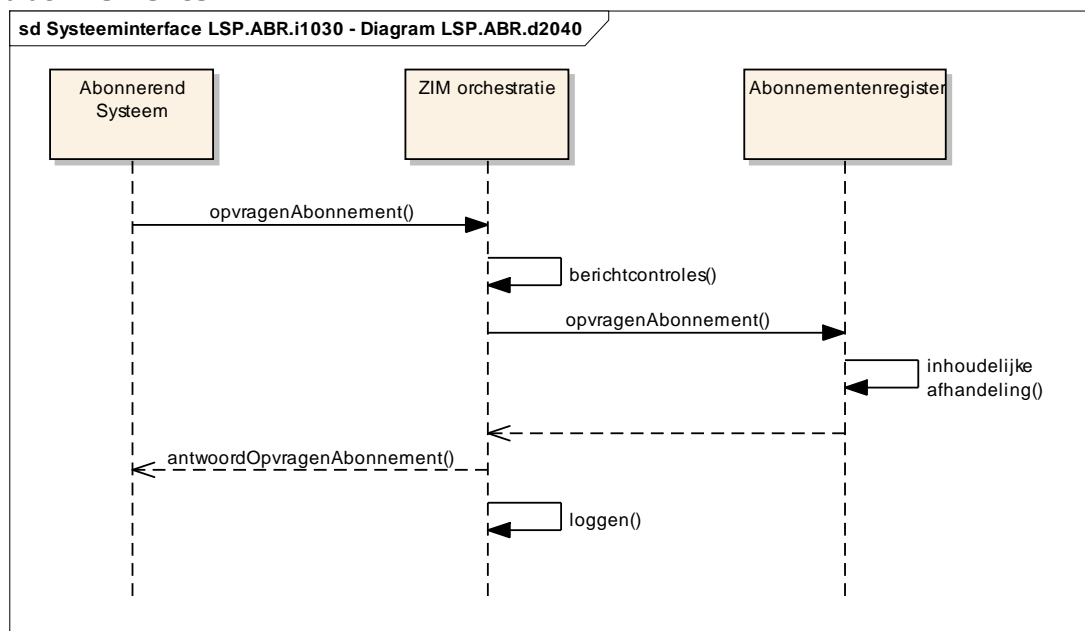 sd Systeeminterface LSP.ABR.i1030 - Diagram LSP.ABR.d2040
Abonnerend
Systeem
ZIM orchestratie
Abonnementenregister
opvragenAbonnement()
berichtcontroles()
opvragenAbonnement()
inhoudelijke
afhandeling()
antwoordOpvragenAbonnement()
loggen()